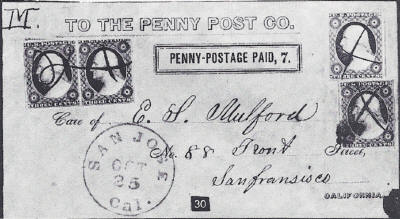 TO THE PENNY POST CO.
PENNY-POSTAGE PAID, 7.
THREE CENTS
THREE CENTS
THREE CENTS
THREE CENTS
Care of E. S. Mulford
No. 88 Front Street,
Sanfransisco
CALIFORNIA.
SAN JOSE
OCT
25
Cal.
30